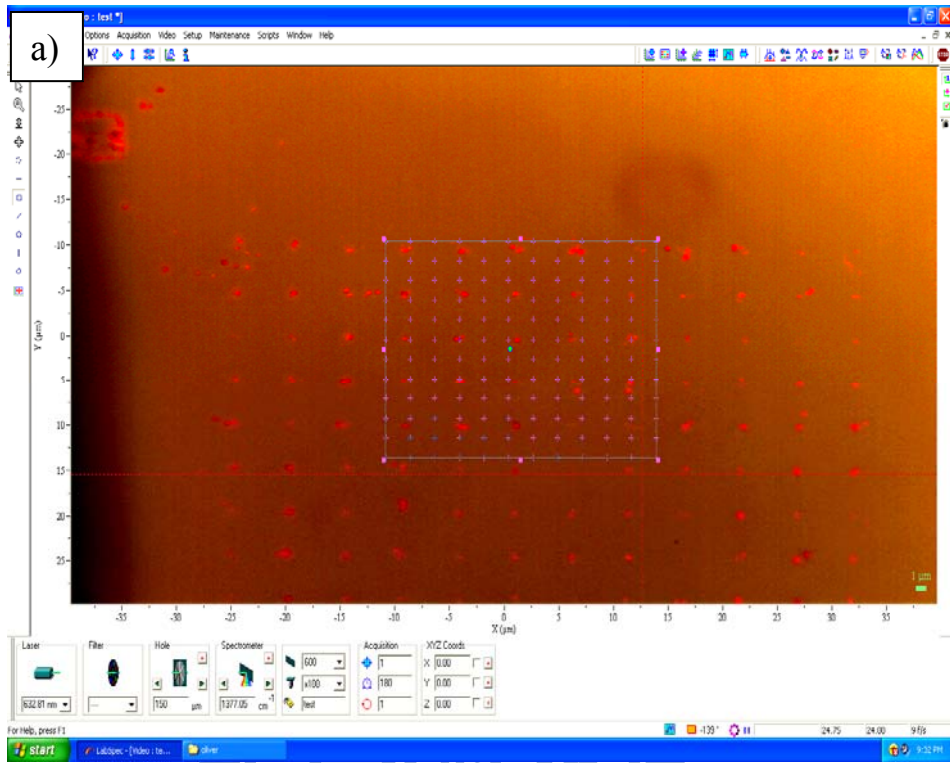 a)
o : test *]
Options Acquisition Video Setup Maintenance Scripts Window Help
STOP
-25
-20
-15
-10
-5
0
5
10
15
20
25
Y (µm)
1 µm
-35 -30 -25 -20 -15 -10 -5 0 5 10 15 20 25 30 35
X (µm)
Laser Filter Hole Spectrometer Acquisition XYZ Coords
600 1 X 0.00
x100 180 Y 0.00
632.81 nm --- 150 µm 1377.05 cm-1 test 1 Z 0.00
For Help, press F1 -139° 24.75 24.00 9 f/s
start LabSpec - [Video : te... oliver 9:32 PM